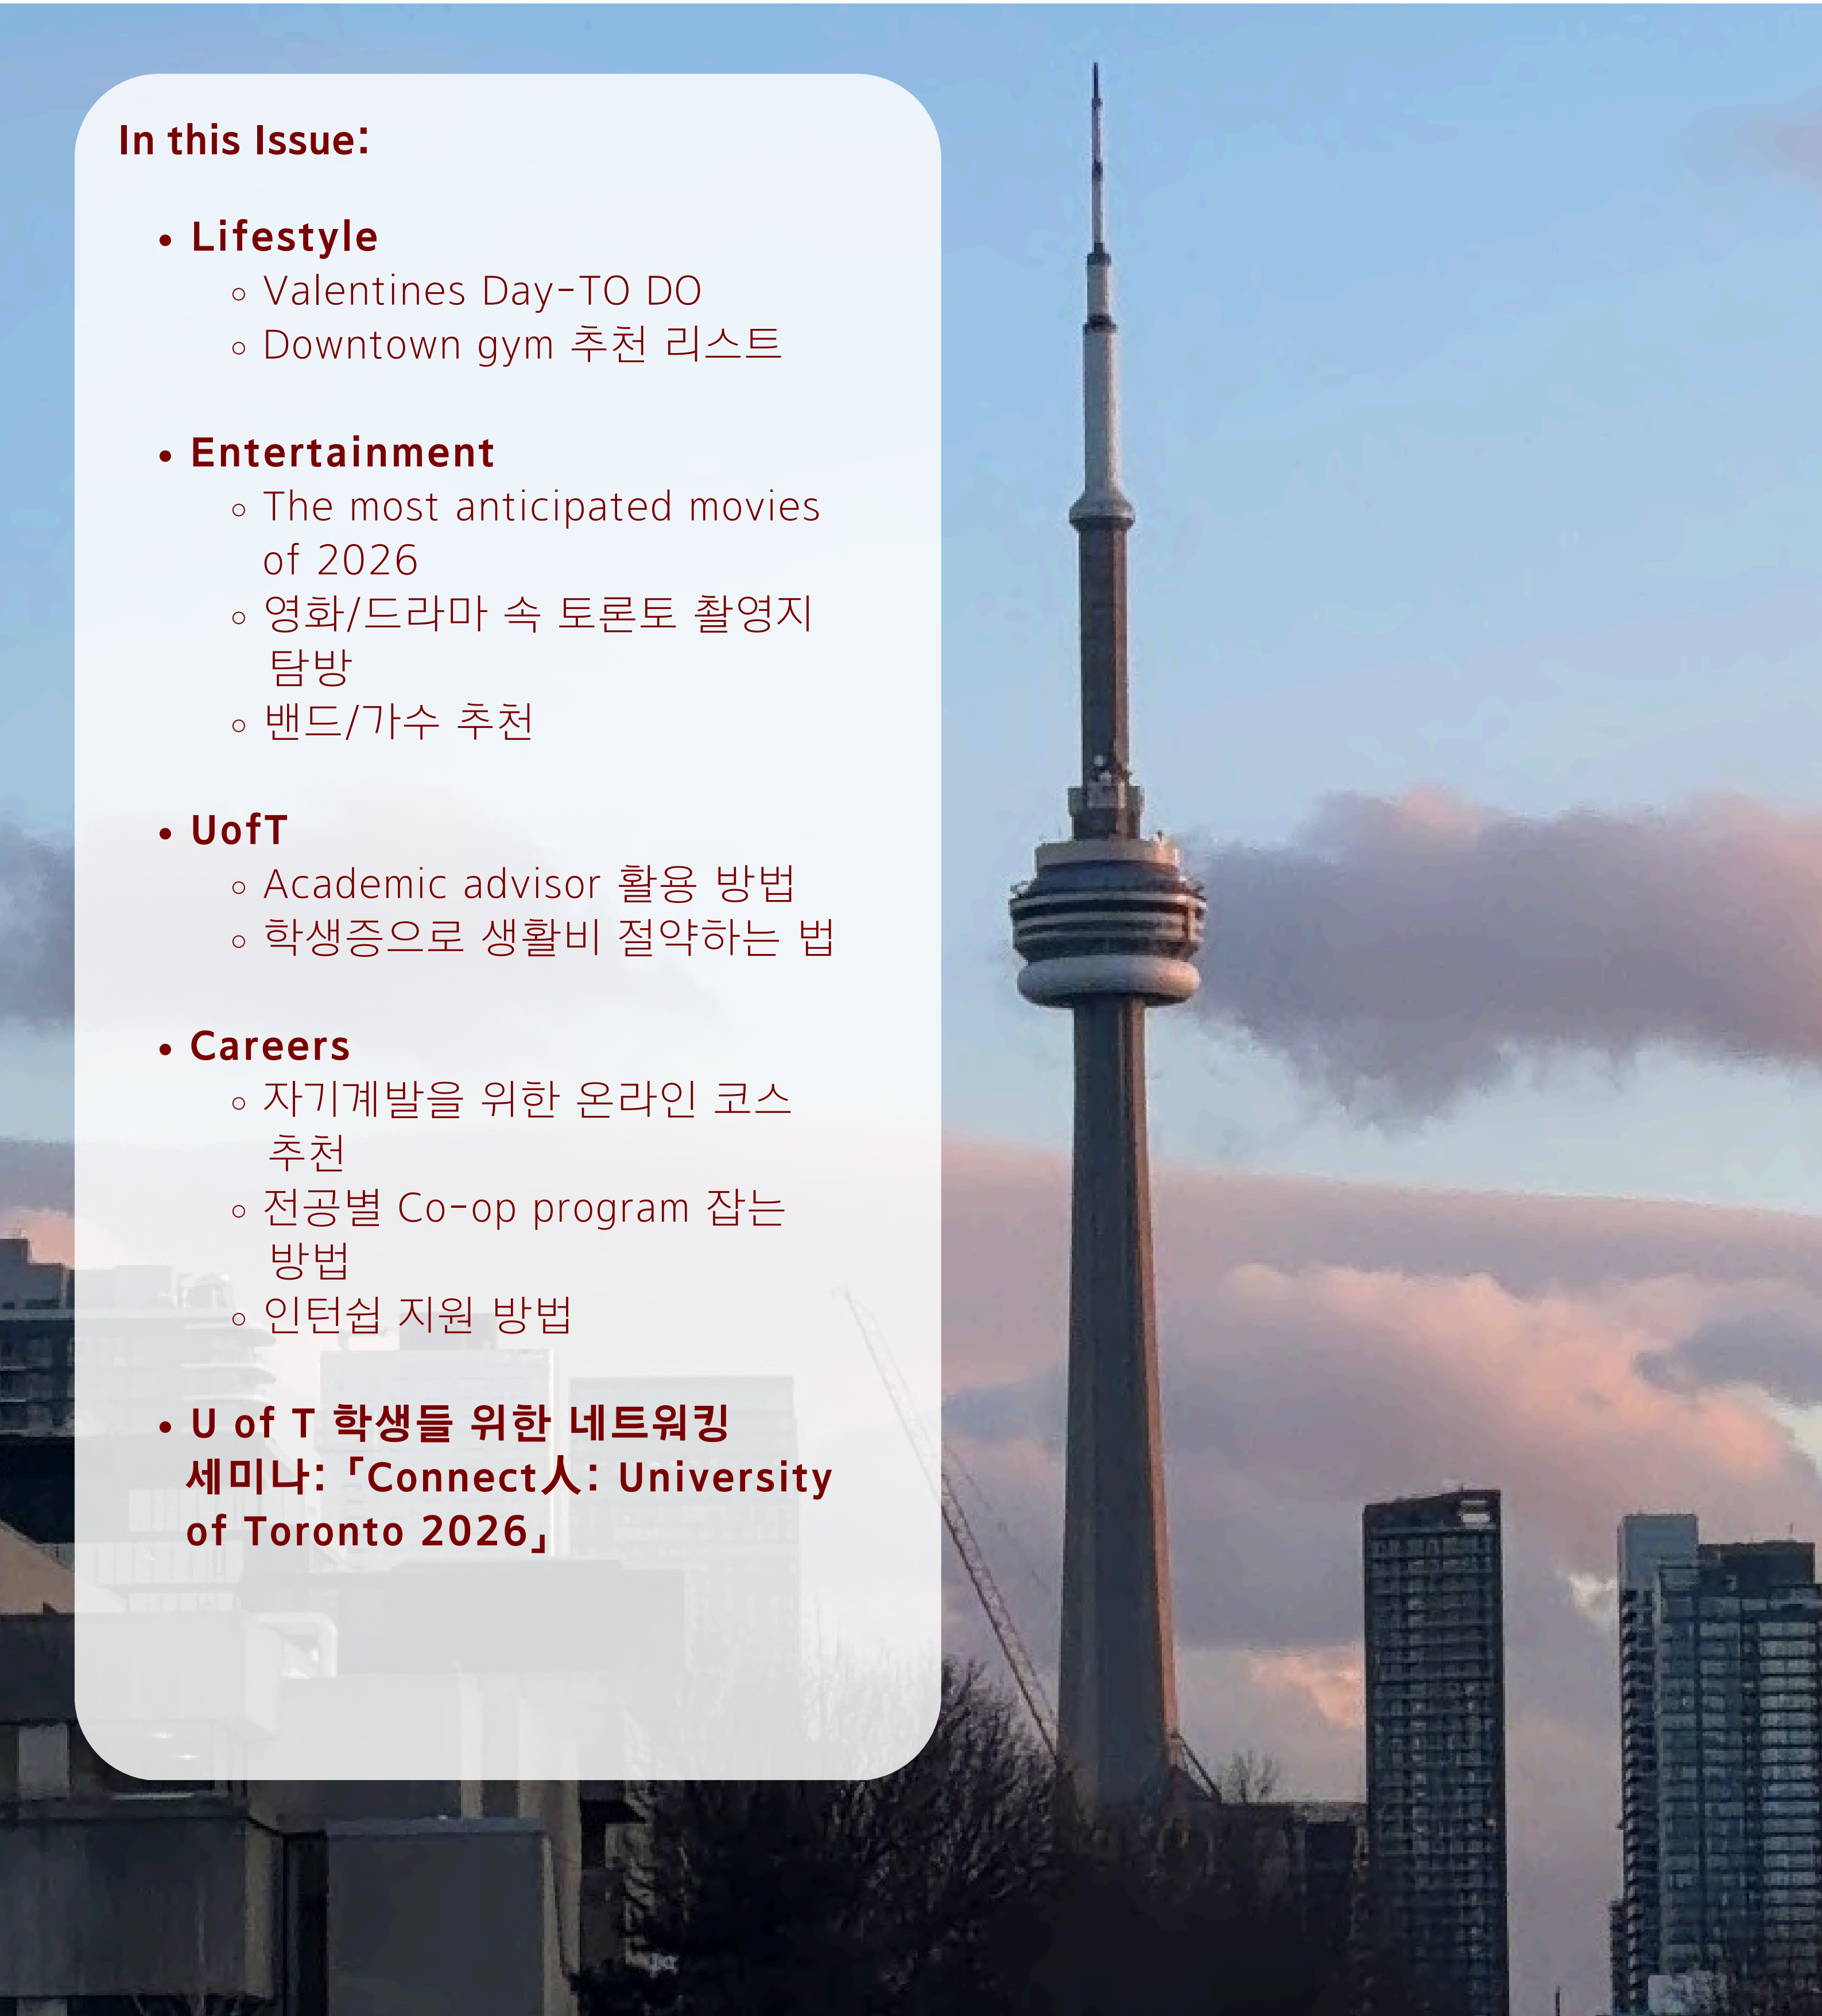 In this Issue:
• Lifestyle
◦ Valentines Day-TO DO
◦ Downtown gym 추천 리스트
• Entertainment
◦ The most anticipated movies
of 2026
◦ 영화/드라마 속 토론토 촬영지
탐방
◦ 밴드/가수 추천
• UofT
◦ Academic advisor 활용 방법
◦ 학생증으로 생활비 절약하는 법
• Careers
◦ 자기계발을 위한 온라인 코스
추천
◦ 전공별 Co-op program 잡는
방법
◦ 인턴쉽 지원 방법
• U of T 학생들 위한 네트워킹
세미나: 「Connect人: University
of Toronto 2026」